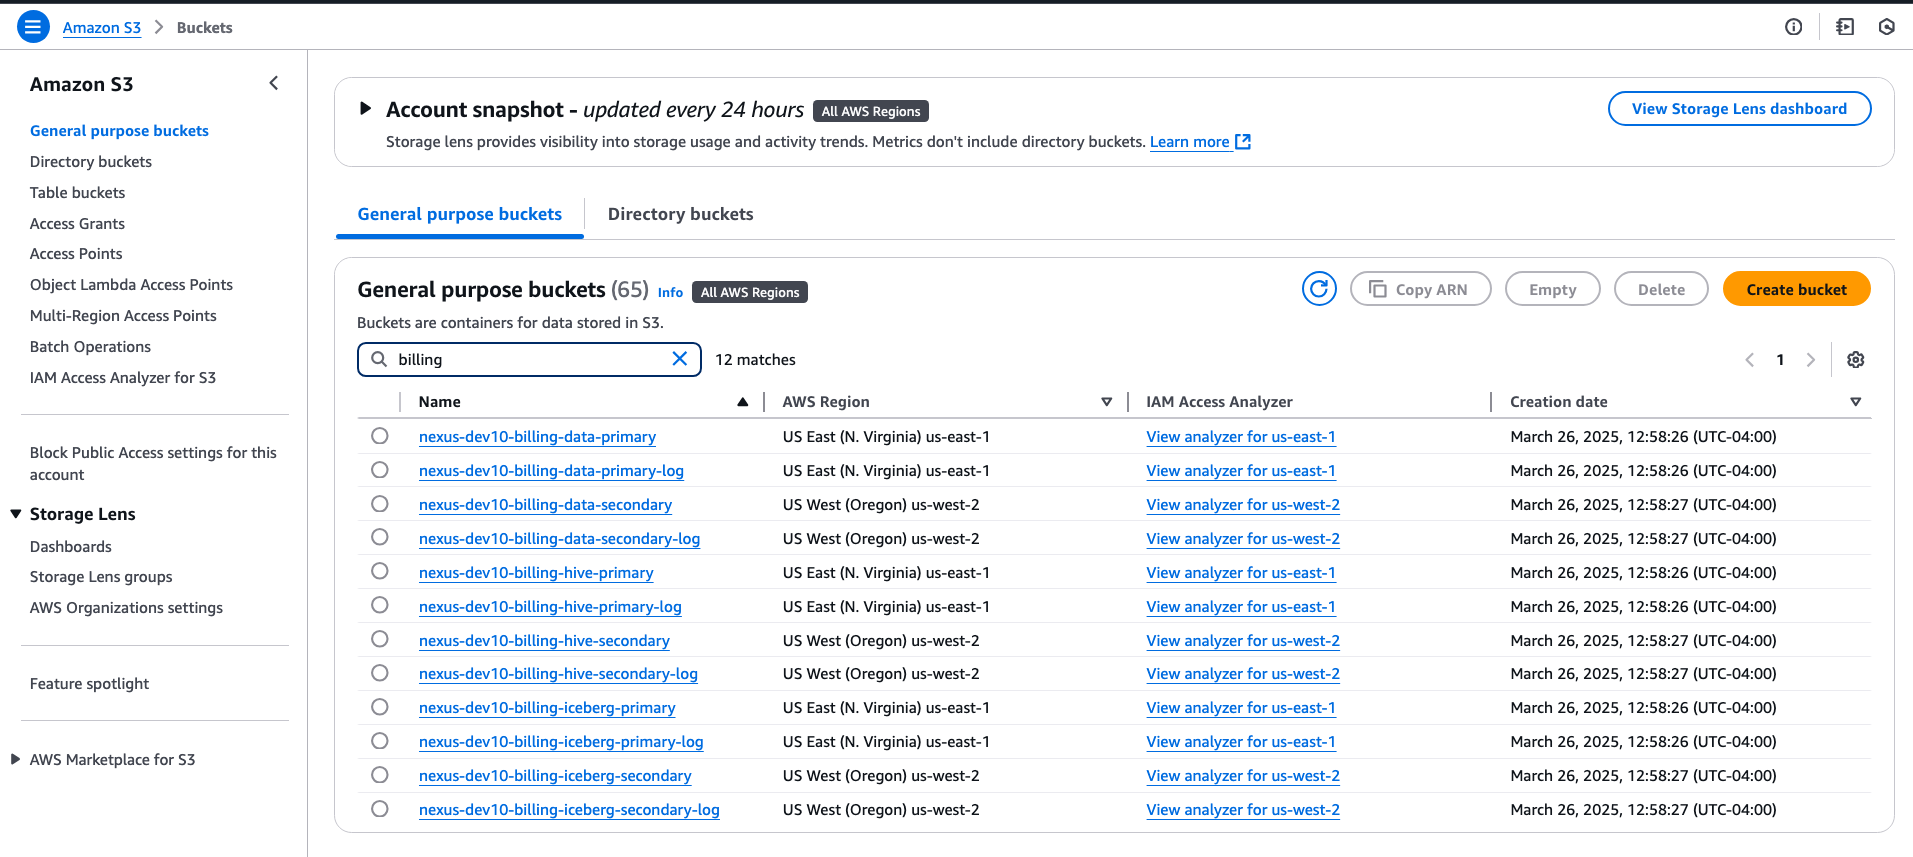 Amazon S3 > Buckets
Amazon S3
General purpose buckets
Directory buckets
Table buckets
Access Grants
Access Points
Object Lambda Access Points
Multi-Region Access Points
Batch Operations
IAM Access Analyzer for S3
Block Public Access settings for this
account
Storage Lens
Dashboards
Storage Lens groups
AWS Organizations settings
Feature spotlight
AWS Marketplace for S3
Account snapshot - updated every 24 hours All AWS Regions
View Storage Lens dashboard
Storage lens provides visibility into storage usage and activity trends. Metrics don't include directory buckets. Learn more
General purpose buckets Directory buckets
General purpose buckets (65) Info All AWS Regions
Copy ARN Empty Delete Create bucket
Buckets are containers for data stored in S3.
billing 12 matches 1
Name AWS Region IAM Access Analyzer Creation date
nexus-dev10-billing-data-primary US East (N. Virginia) us-east-1 View analyzer for us-east-1 March 26, 2025, 12:58:26 (UTC-04:00)
nexus-dev10-billing-data-primary-log US East (N. Virginia) us-east-1 View analyzer for us-east-1 March 26, 2025, 12:58:26 (UTC-04:00)
nexus-dev10-billing-data-secondary US West (Oregon) us-west-2 View analyzer for us-west-2 March 26, 2025, 12:58:27 (UTC-04:00)
nexus-dev10-billing-data-secondary-log US West (Oregon) us-west-2 View analyzer for us-west-2 March 26, 2025, 12:58:27 (UTC-04:00)
nexus-dev10-billing-hive-primary US East (N. Virginia) us-east-1 View analyzer for us-east-1 March 26, 2025, 12:58:26 (UTC-04:00)
nexus-dev10-billing-hive-primary-log US East (N. Virginia) us-east-1 View analyzer for us-east-1 March 26, 2025, 12:58:26 (UTC-04:00)
nexus-dev10-billing-hive-secondary US West (Oregon) us-west-2 View analyzer for us-west-2 March 26, 2025, 12:58:27 (UTC-04:00)
nexus-dev10-billing-hive-secondary-log US West (Oregon) us-west-2 View analyzer for us-west-2 March 26, 2025, 12:58:27 (UTC-04:00)
nexus-dev10-billing-iceberg-primary US East (N. Virginia) us-east-1 View analyzer for us-east-1 March 26, 2025, 12:58:26 (UTC-04:00)
nexus-dev10-billing-iceberg-primary-log US East (N. Virginia) us-east-1 View analyzer for us-east-1 March 26, 2025, 12:58:26 (UTC-04:00)
nexus-dev10-billing-iceberg-secondary US West (Oregon) us-west-2 View analyzer for us-west-2 March 26, 2025, 12:58:27 (UTC-04:00)
nexus-dev10-billing-iceberg-secondary-log US West (Oregon) us-west-2 View analyzer for us-west-2 March 26, 2025, 12:58:27 (UTC-04:00)